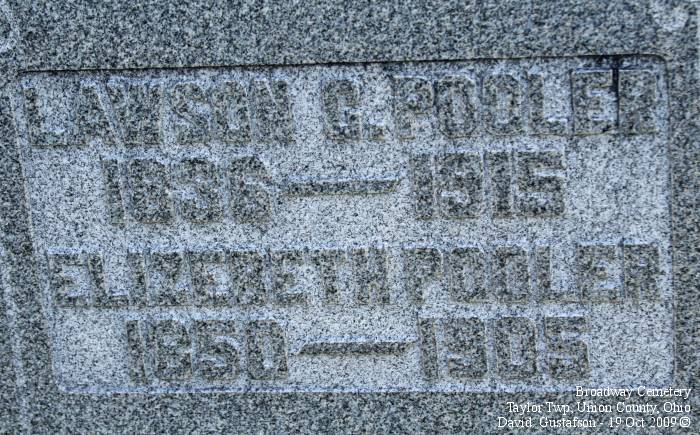 LAWSON G. POOLER
1836 — 1915
ELIZEBETH POOLER
1850 — 1905
Broadway Cemetery
Taylor Twp, Union County, Ohio
David Gustafson - 19 Oct 2009 ©